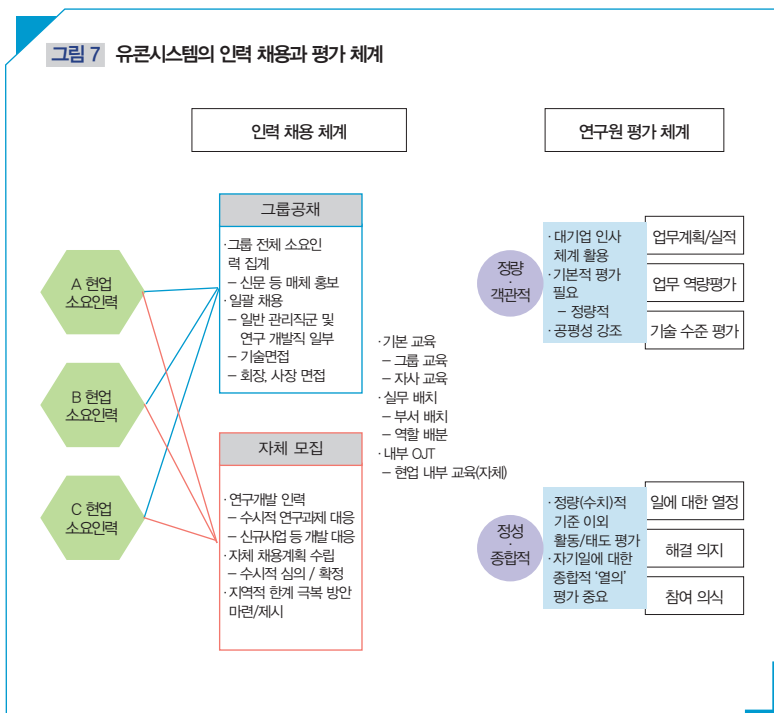 그림 7 유콘시스템의 인력 채용과 평가 체계
인력 채용 체계
A 현업
소요인력
B 현업
소요인력
C 현업
소요인력
그룹공채
·그룹 전체 소요인
력 집계
– 신문 등 매체 홍보
·일괄 채용
– 일반 관리직군 및
연구 개발직 일부
– 기술면접
– 회장, 사장 면접
자체 모집
·연구개발 인력
– 수시적 연구과제 대응
– 신규사업 등 개발 대응
·자체 채용계획 수립
– 수시적 심의 / 확정
·지역적 한계 극복 방안
마련/제시
·기본 교육
– 그룹 교육
– 자사 교육
·실무 배치
– 부서 배치
– 역할 배분
·내부 OJT
– 현업 내부 교육(자체)
연구원 평가 체계
정량
·
객관적
·대기업 인사
체계 활용
·기본적 평가
필요
– 정량적
·공평성 강조
업무계획/실적
업무 역량평가
기술 수준 평가
정성
·
종합적
·정량(수치)적
기준 이외
활동/태도 평가
·자기일에 대한
종합적 ‘열의’
평가 중요
일에 대한 열정
해결 의지
참여 의식